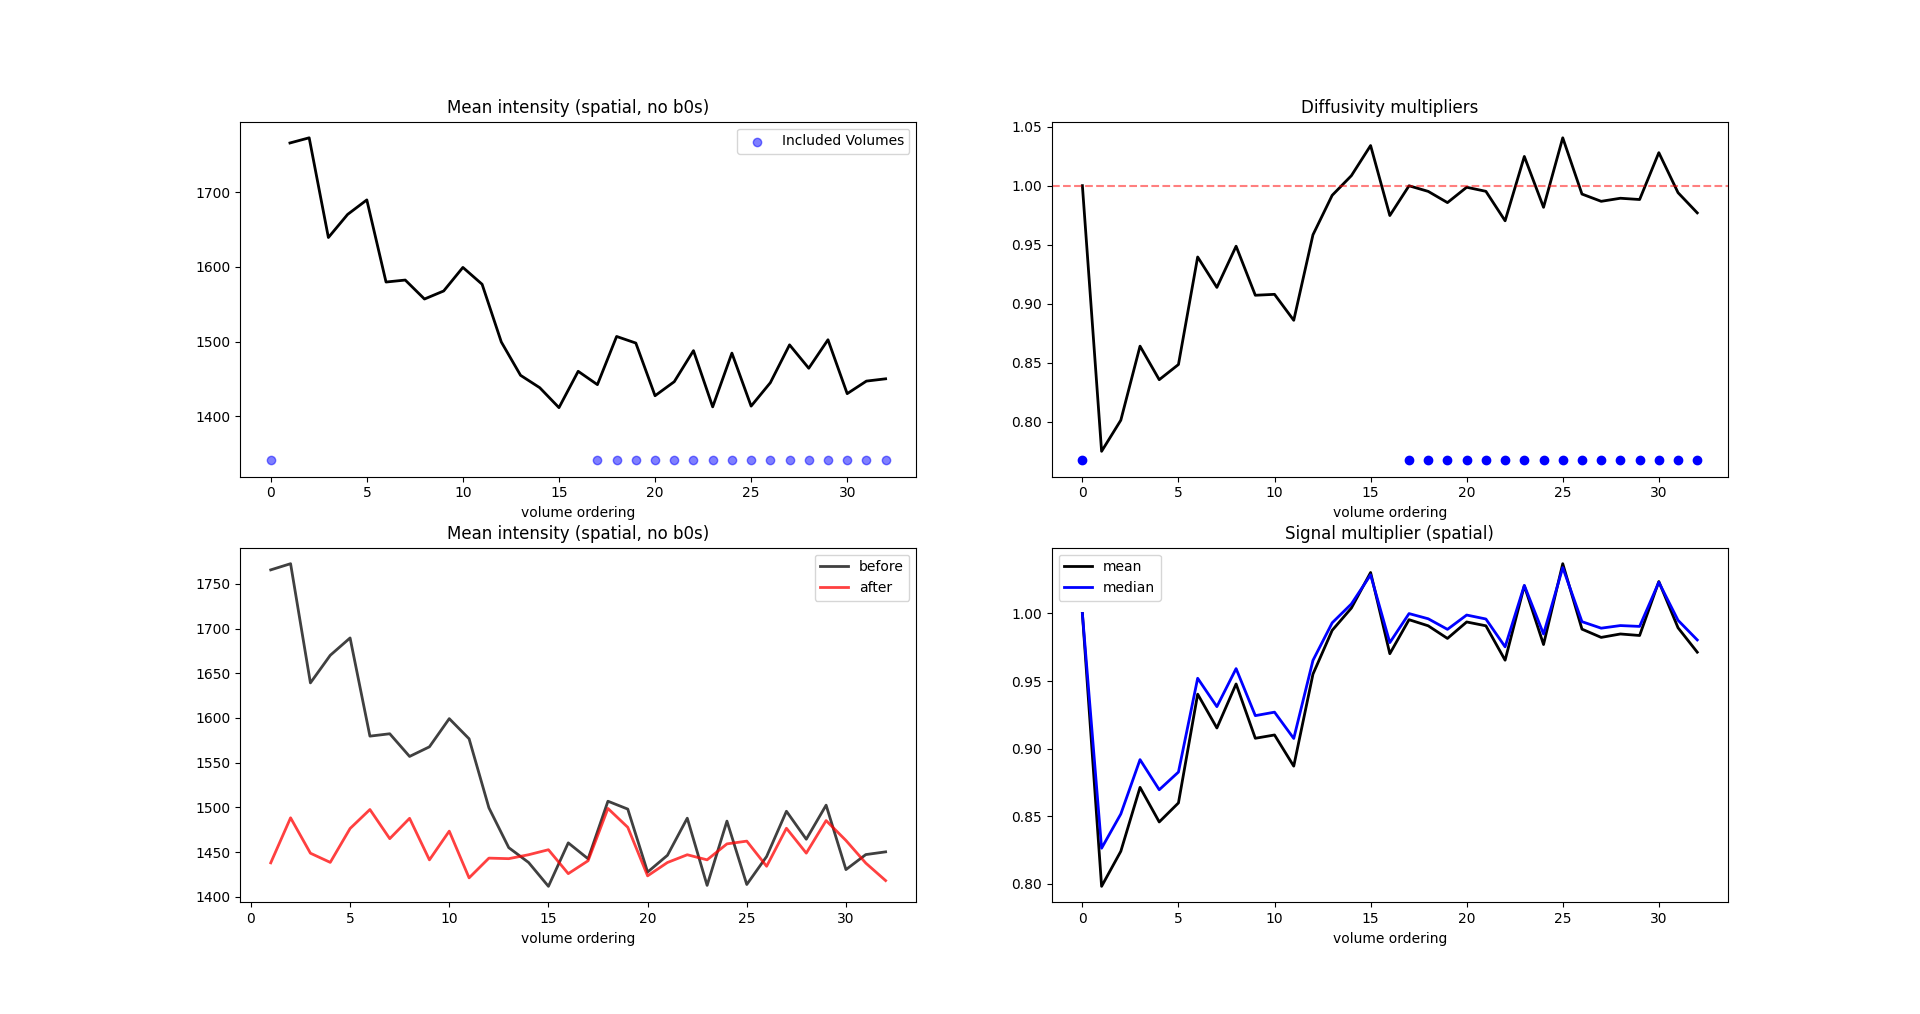 Mean intensity (spatial, no b0s)
Included Volumes
1700
1600
1500
1400
0 5 10 15 20 25 30
volume ordering
Diffusivity multipliers
1.05
1.00
0.95
0.90
0.85
0.80
0 5 10 15 20 25 30
volume ordering
Mean intensity (spatial, no b0s)
before
after
1750
1700
1650
1600
1550
1500
1450
1400
0 5 10 15 20 25 30
volume ordering
Signal multiplier (spatial)
mean
median
1.00
0.95
0.90
0.85
0.80
0 5 10 15 20 25 30
volume ordering